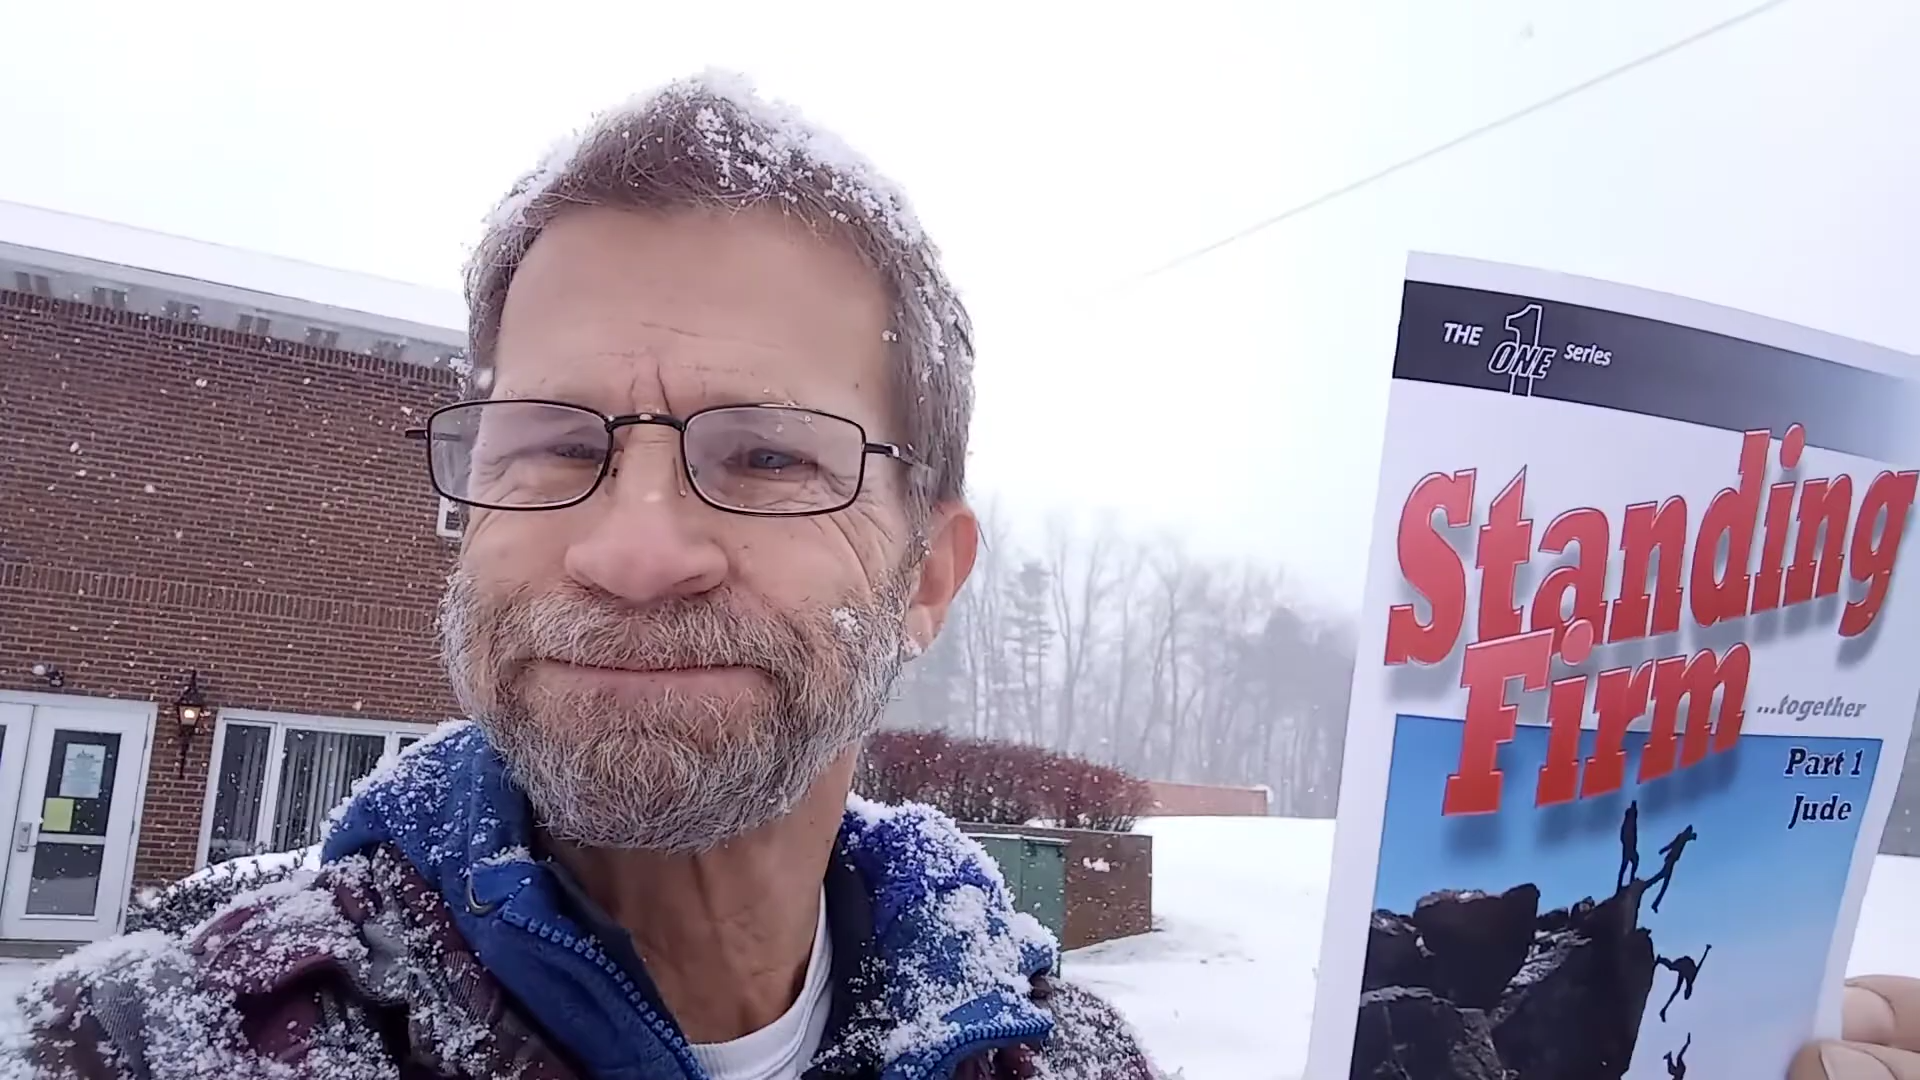 THE 1 ONE series
Standing
Firm
...together
Part 1
Jude